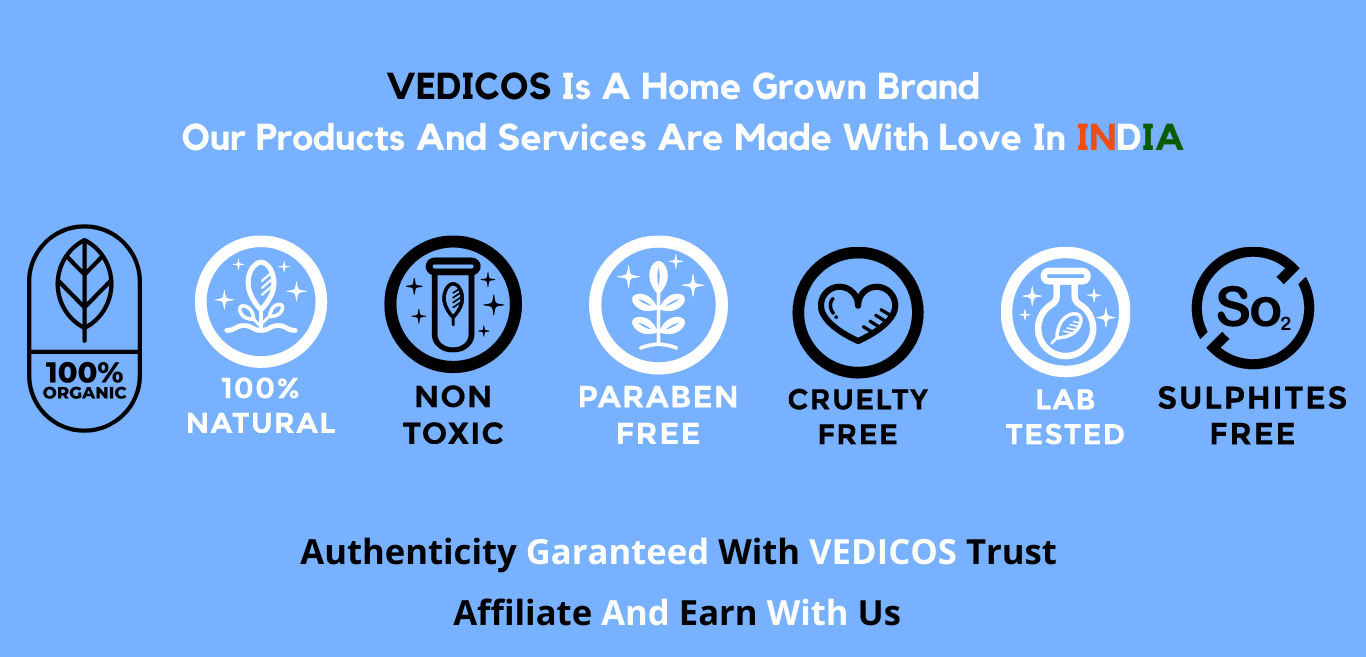 VEDICOS Is A Home Grown Brand
Our Products And Services Are Made With Love In INDIA
100%
ORGANIC
100%
NATURAL
NON
TOXIC
PARABEN
FREE
CRUELTY
FREE
LAB
TESTED
So2
SULPHITES
FREE
Authenticity Garanteed With VEDICOS Trust
Affiliate And Earn With Us